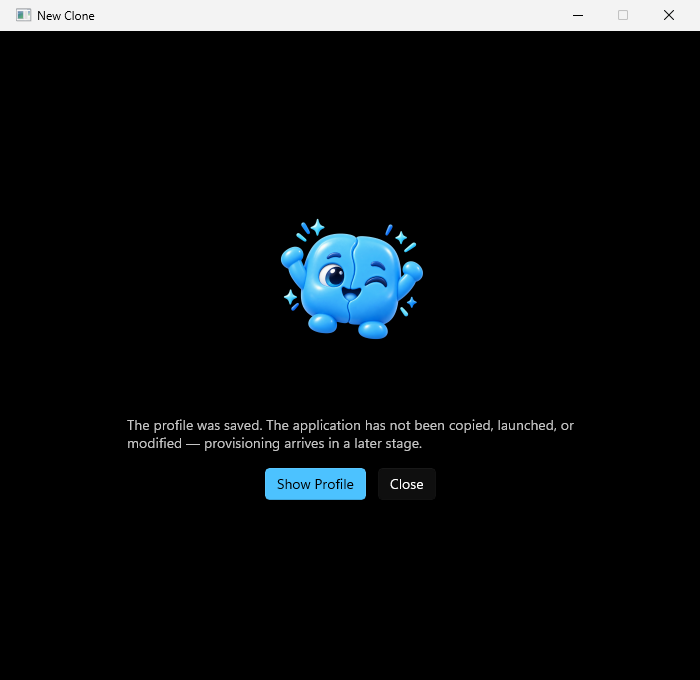 New Clone
The profile was saved. The application has not been copied, launched, or
modified — provisioning arrives in a later stage.
Show Profile
Close